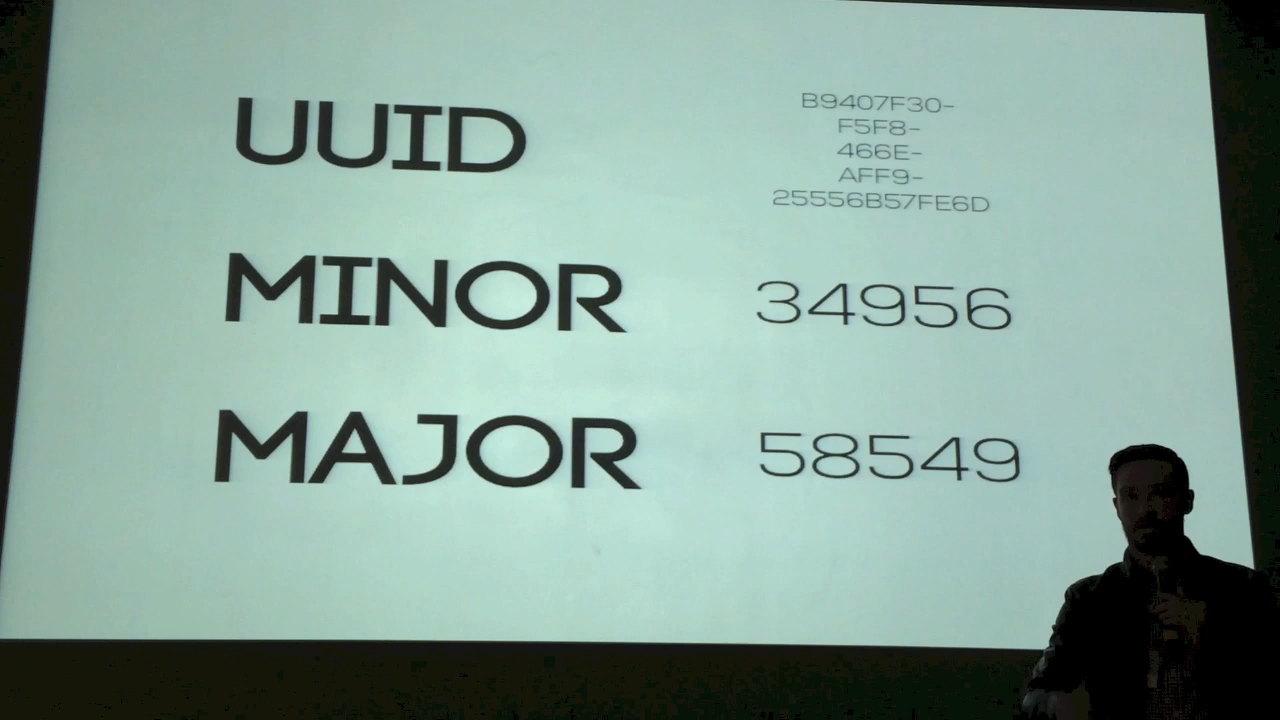 UUID
B9407F30-
F5F8-
466E-
AFF9-
25556B57FE6D
MINOR 34956
MAJOR 58549